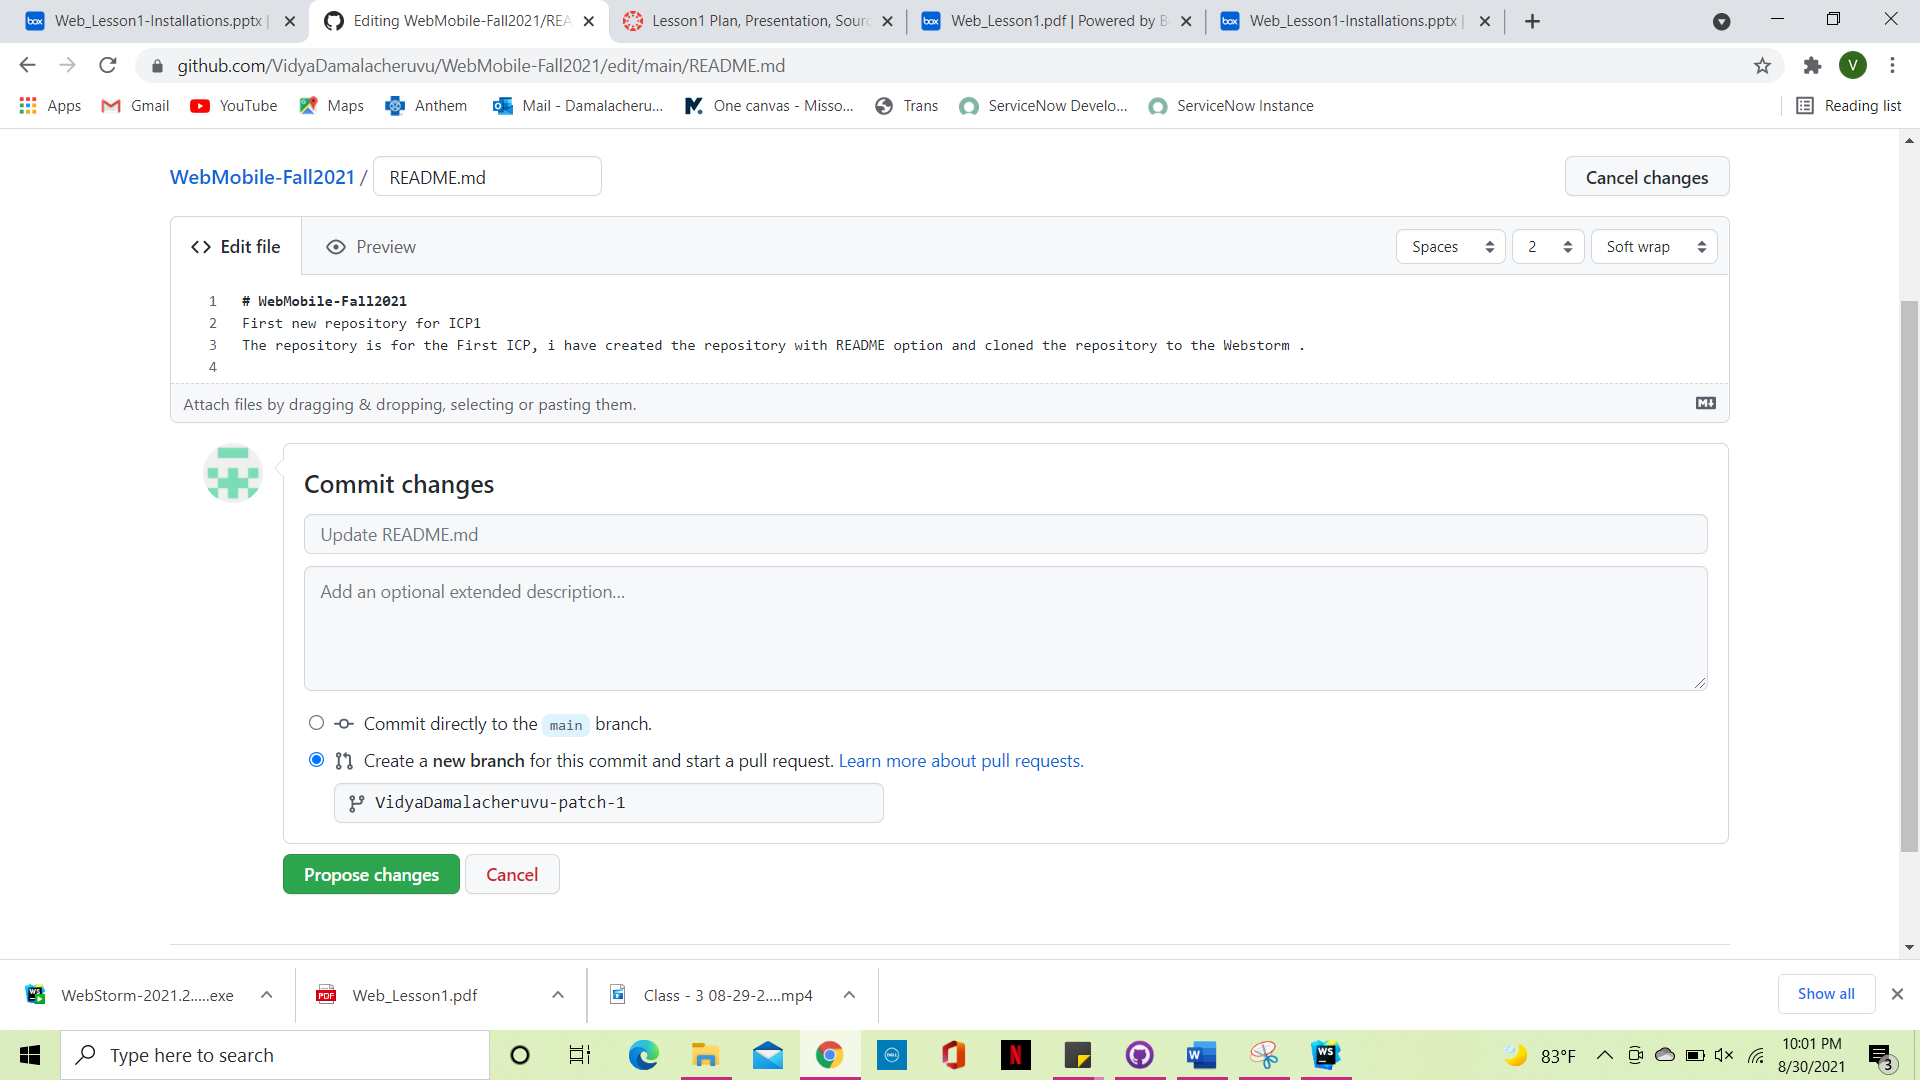 Web_Lesson1-Installations.pptx |
Editing WebMobile-Fall2021/REA
Lesson1 Plan, Presentation, Sourc
Web_Lesson1.pdf | Powered by B
Web_Lesson1-Installations.pptx |
github.com/VidyaDamalacheruvu/WebMobile-Fall2021/edit/main/README.md
V
Apps
Gmail
YouTube
Maps
Anthem
Mail - Damalacheru...
One canvas - Misso...
Trans
ServiceNow Develo...
ServiceNow Instance
Reading list
WebMobile-Fall2021 / README.md
Cancel changes
<> Edit file
Preview
Spaces
2
Soft wrap
1 # WebMobile-Fall2021
2 First new repository for ICP1
3 The repository is for the First ICP, i have created the repository with README option and cloned the repository to the Webstorm .
4
Attach files by dragging & dropping, selecting or pasting them.
Commit changes
Update README.md
Add an optional extended description...
Commit directly to the main branch.
Create a new branch for this commit and start a pull request. Learn more about pull requests.
VidyaDamalacheruvu-patch-1
Propose changes
Cancel
WebStorm-2021.2.....exe
Web_Lesson1.pdf
Class - 3 08-29-2....mp4
Show all
Type here to search
83°F
10:01 PM
8/30/2021
3